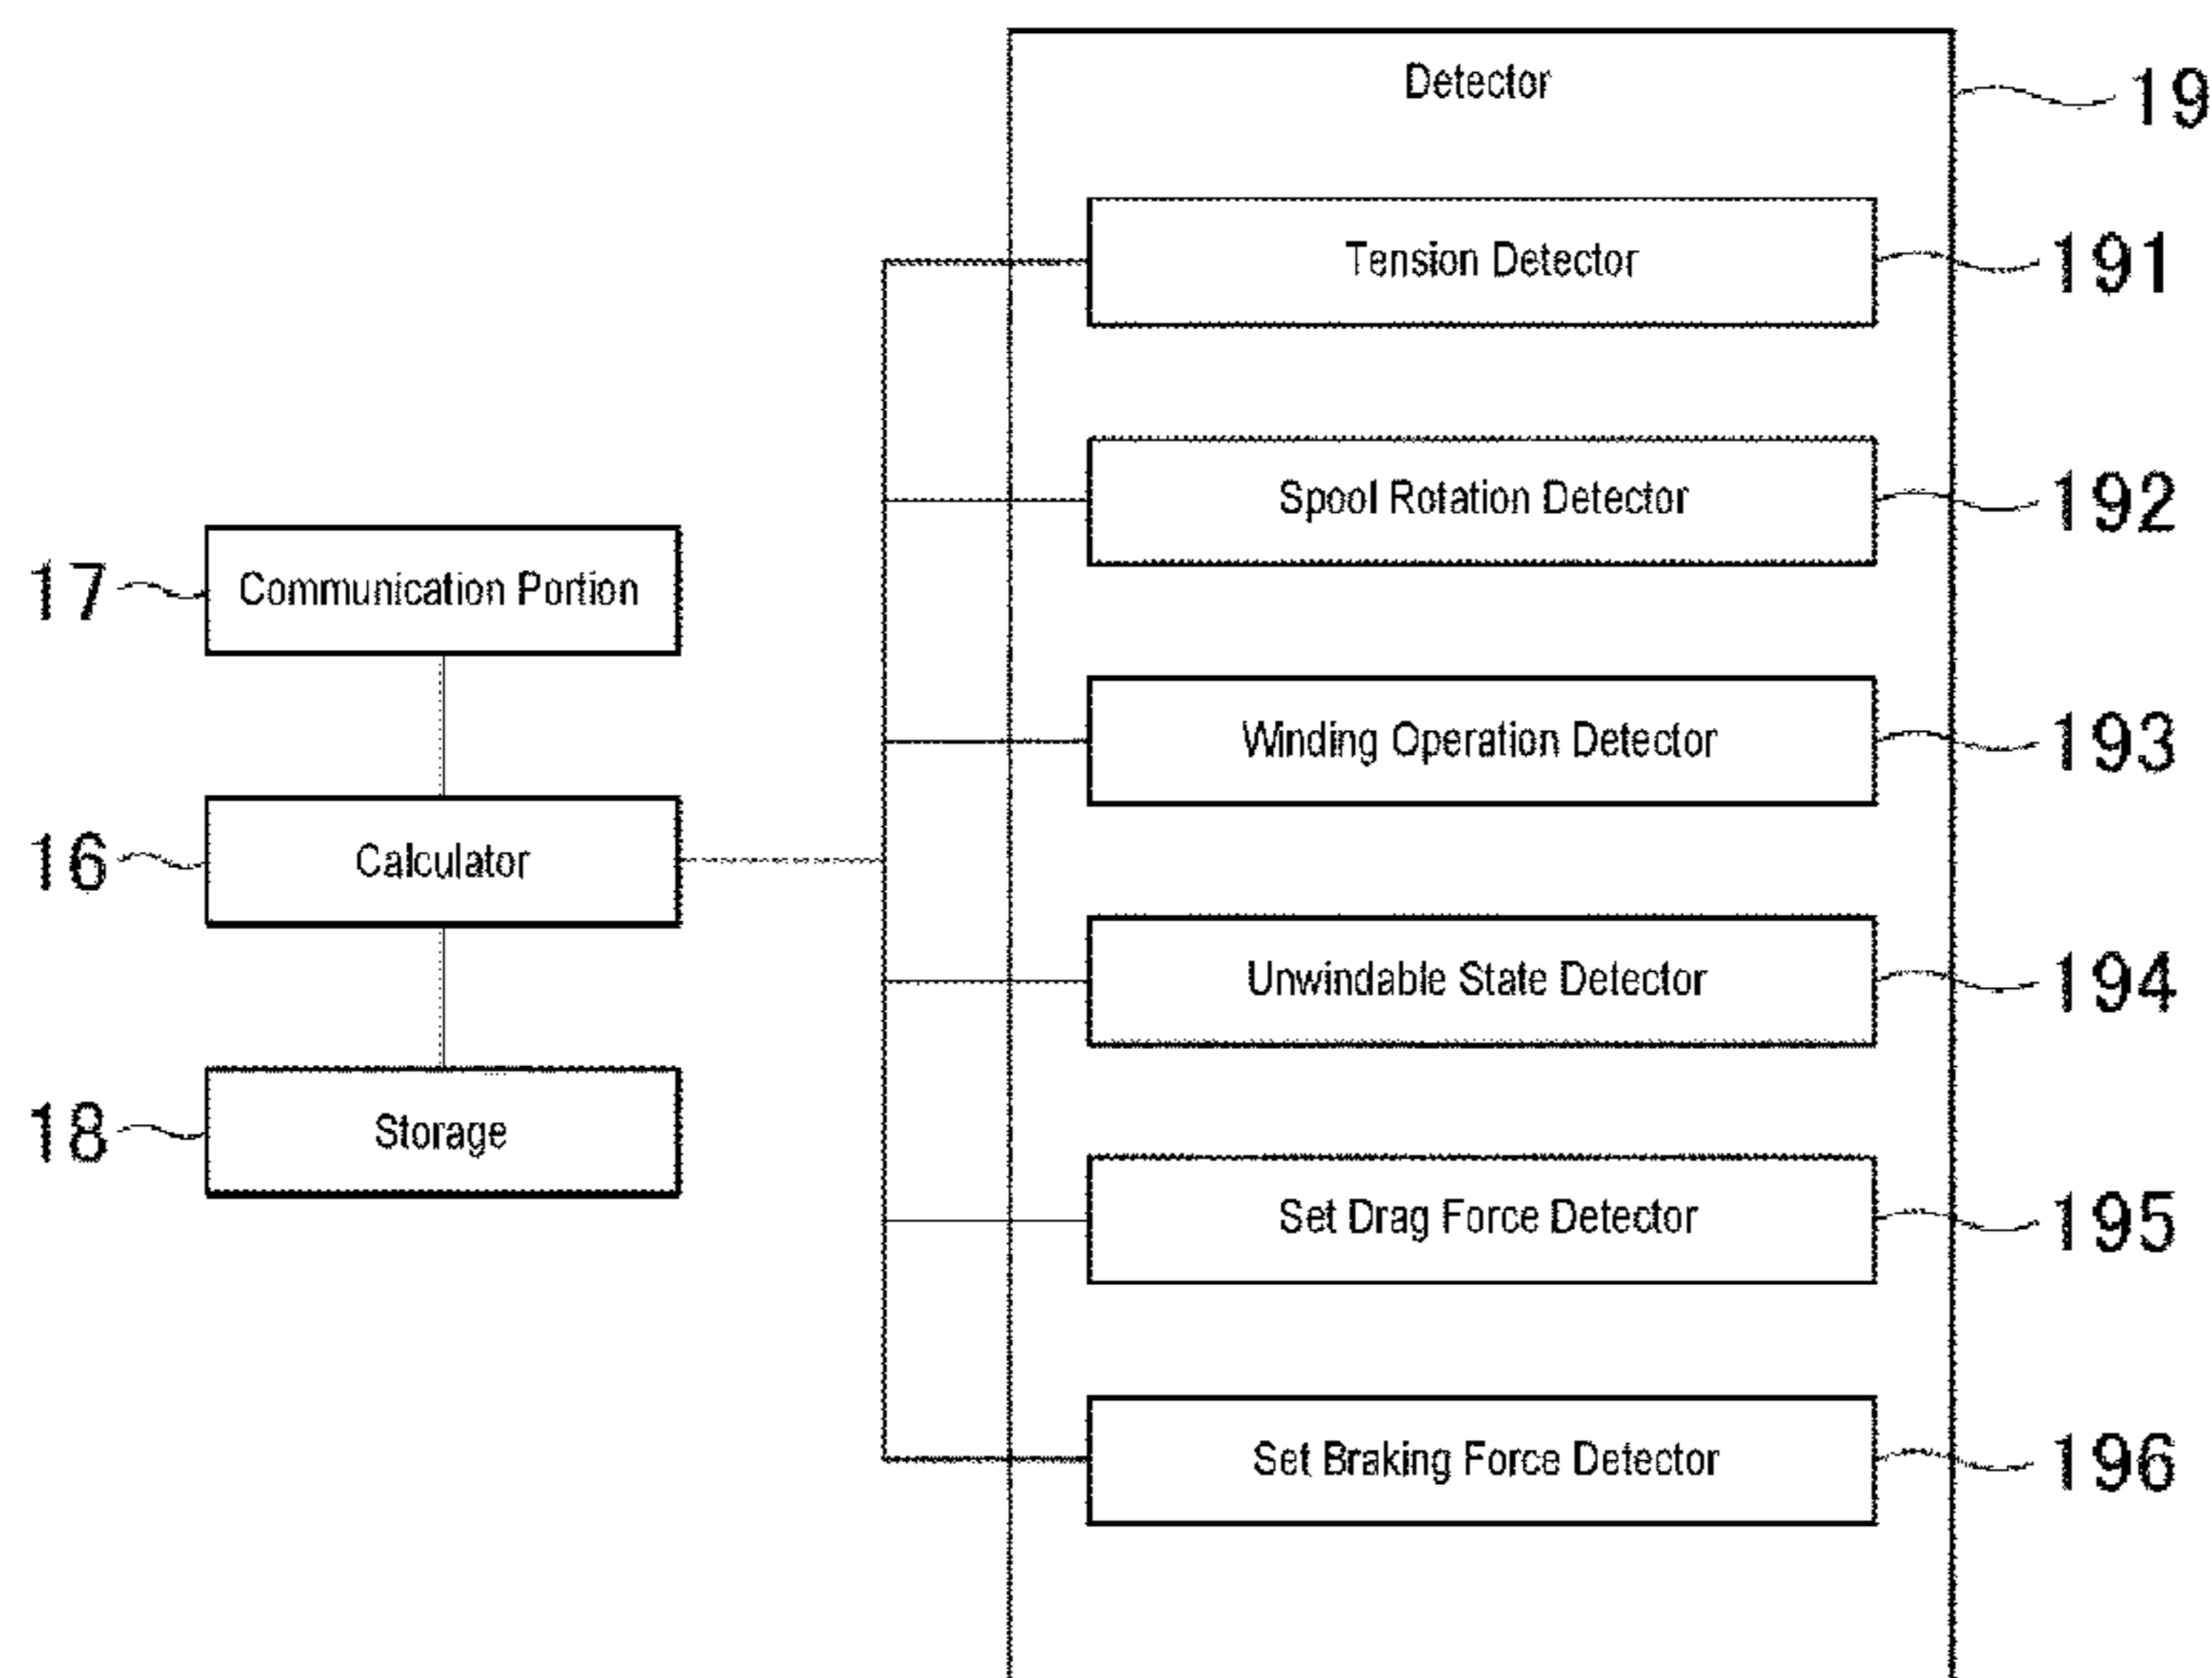 Detector
19
Tension Detector
191
Spool Rotation Detector
192
17
Communication Portion
Winding Operation Detector
193
16
Calculator
Unwindable State Detector
194
18
Storage
Set Drag Force Detector
195
Set Braking Force Detector
196